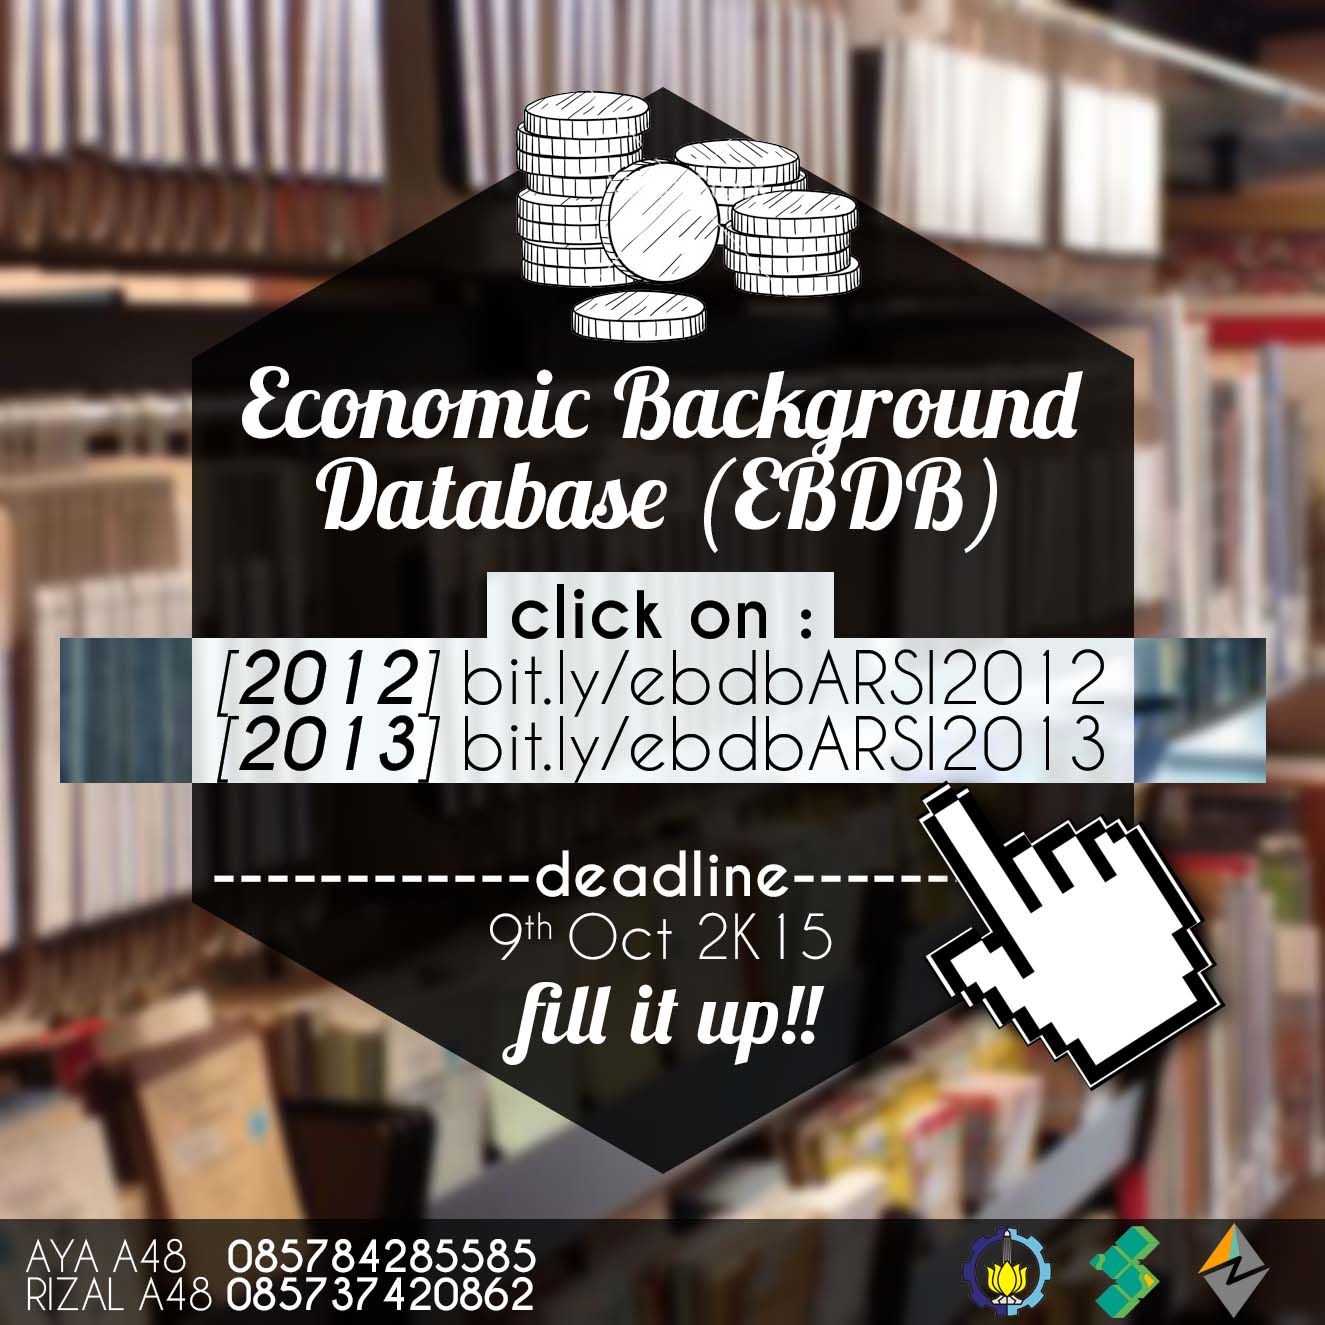 Economic Background
Database (EBDB)
click on :
[2012] bit.ly/ebdbARSI2012
[2013] bit.ly/ebdbARSI2013
------------deadline------
9th Oct 2K15
fill it up!!
AYA A48 085784285585
RIZAL A48 085737420862